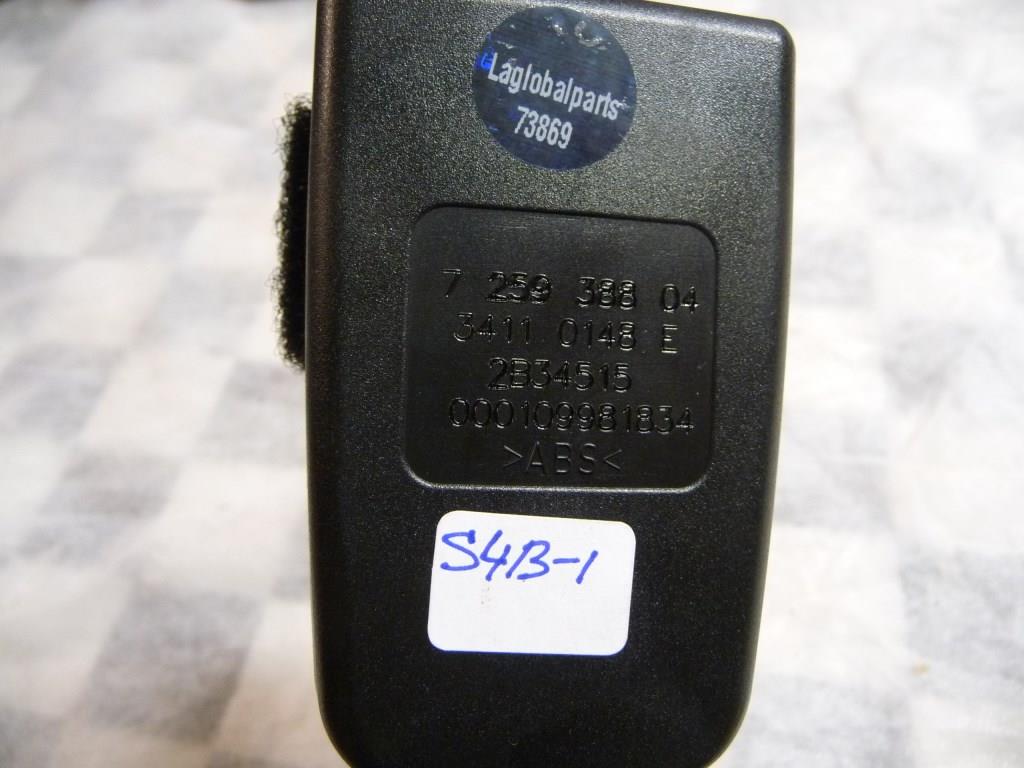 Laglobalparts
73869
7 259 388 04
3411 0148 E
2B34515
000109981834
>ABS<
S4B-1